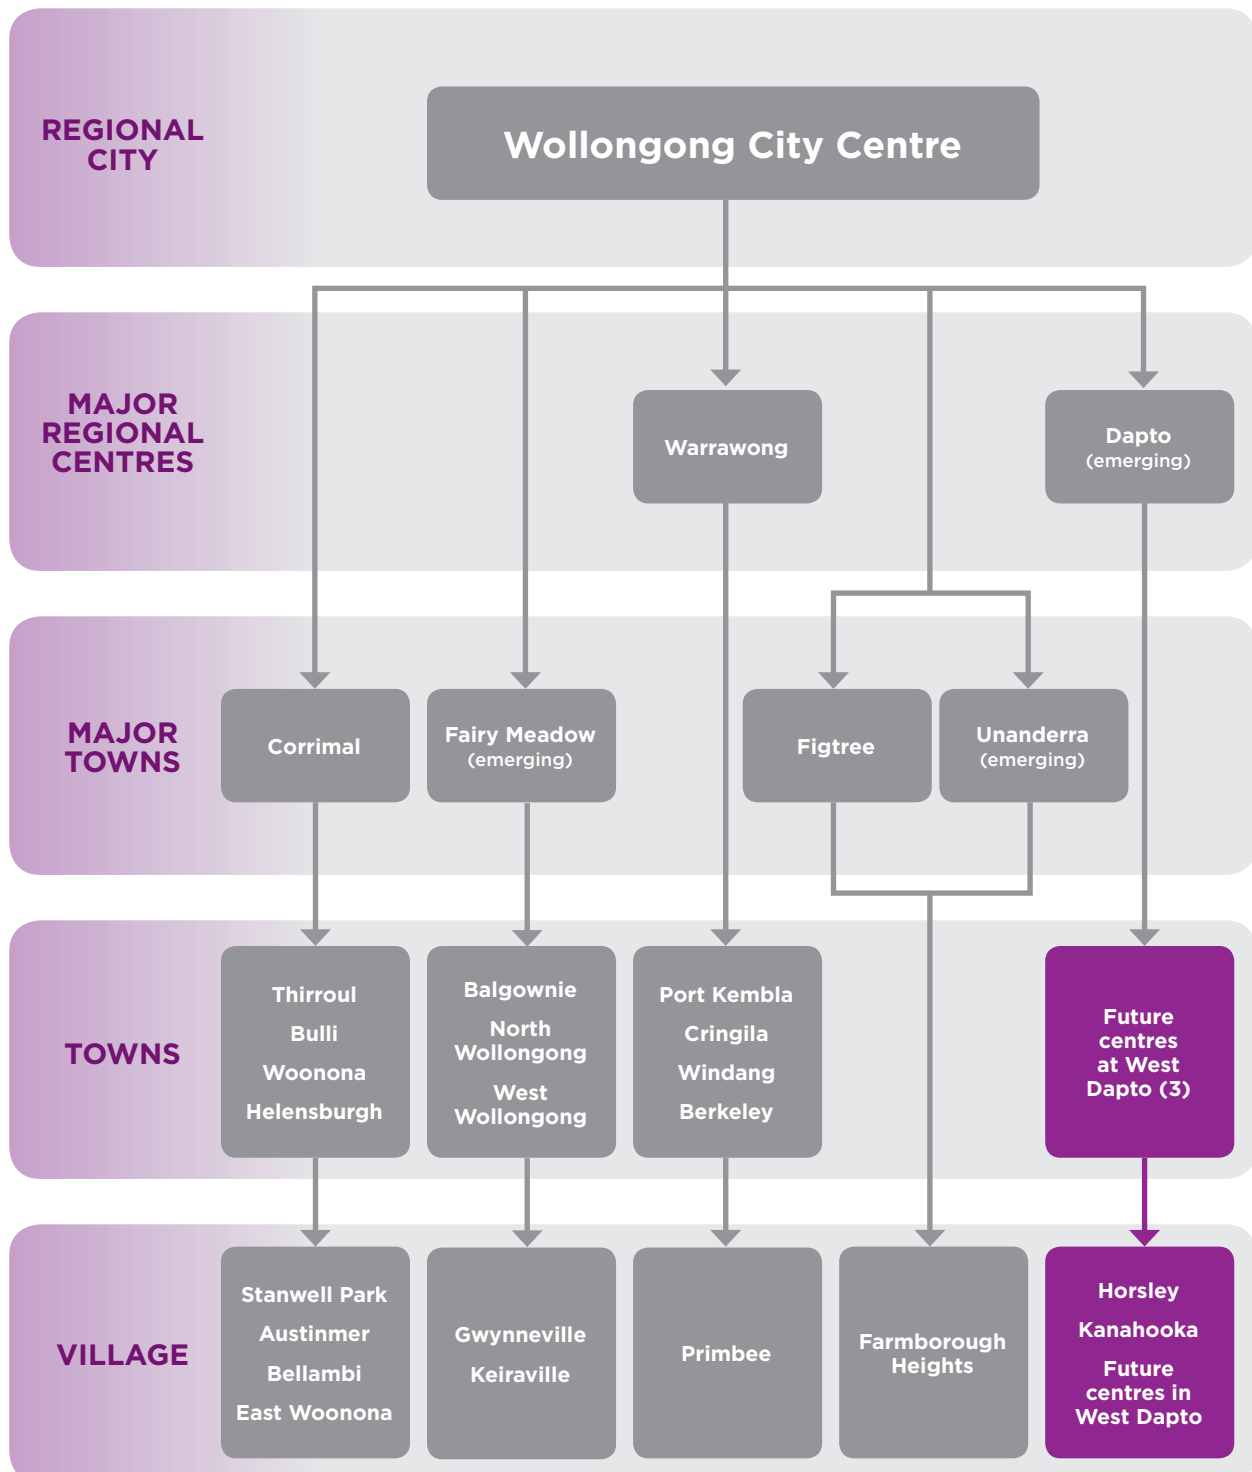 REGIONAL
CITY
Wollongong City Centre
MAJOR
REGIONAL
CENTRES
Warrawong
Dapto
(emerging)
MAJOR
TOWNS
Corrimal
Fairy Meadow
(emerging)
Figtree
Unanderra
(emerging)
TOWNS
Thirroul
Bulli
Woonona
Helensburgh
Balgownie
North
Wollongong
West
Wollongong
Port Kembla
Cringila
Windang
Berkeley
Future
centres
at West
Dapto (3)
VILLAGE
Stanwell Park
Austinmer
Bellambi
East Woonona
Gwynneville
Keiraville
Primbee
Farmborough
Heights
Horsley
Kanahooka
Future
centres in
West Dapto